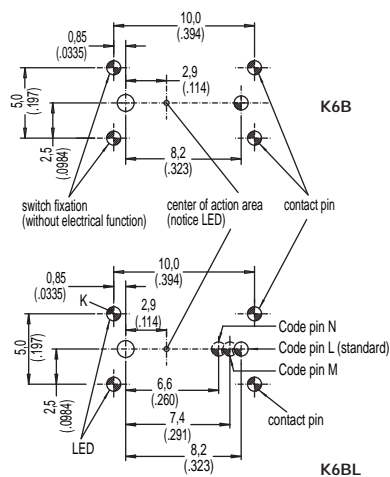 10,0
(.394)
0,85
(.0335)
2,9
(.114)
5,0
(.197)
K6B
2,5
(.0984)
8,2
(.323)
switch fixation
(without electrical function)
center of action area
(notice LED)
contact pin
10,0
(.394)
0,85
(.0335)
K
2,9
(.114)
Code pin N
5,0
(.197)
Code pin L (standard)
Code pin M
2,5
(.0984)
6,6
(.260)
LED
7,4
(.291)
contact pin
8,2
(.323)
K6BL